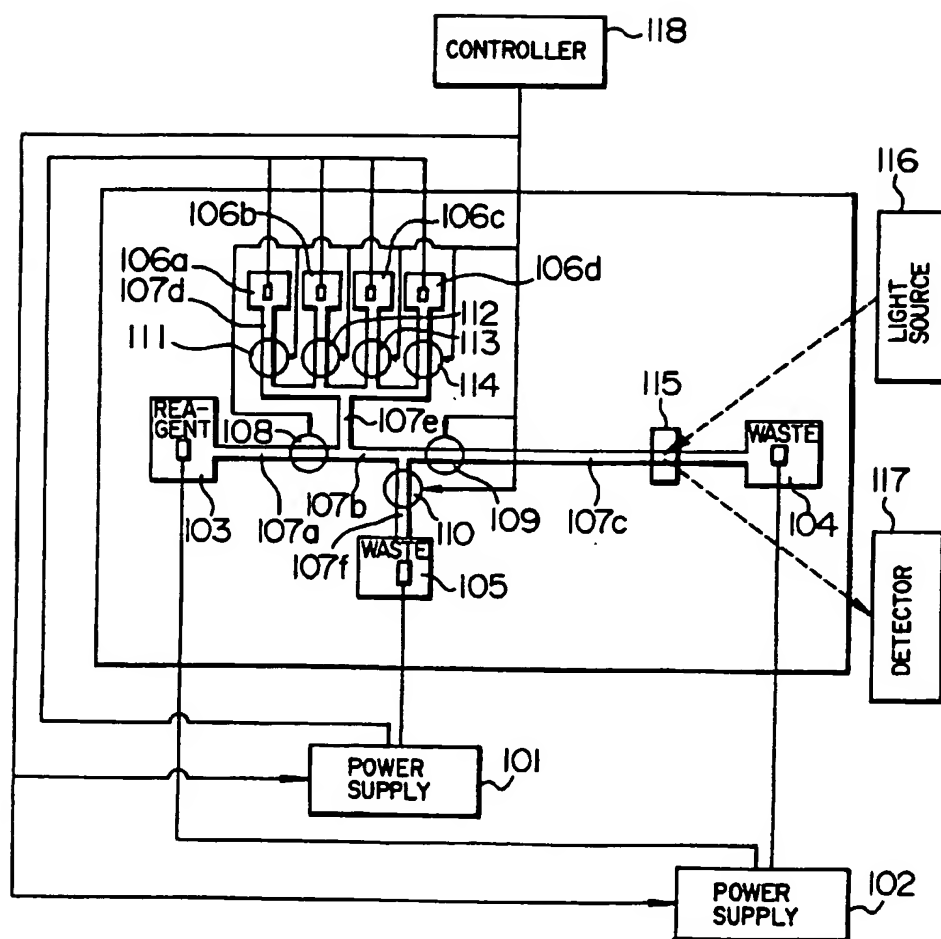 CONTROLLER
118
116
LIGHT
SOURCE
106b
106c
106a
106d
107d
111
112
113
114
REA-
GENT
108
107e
115
WASTE
103
107a
107b
110
109
107c
104
117
DETECTOR
107f
WASTE
105
POWER
SUPPLY
101
POWER
SUPPLY
102